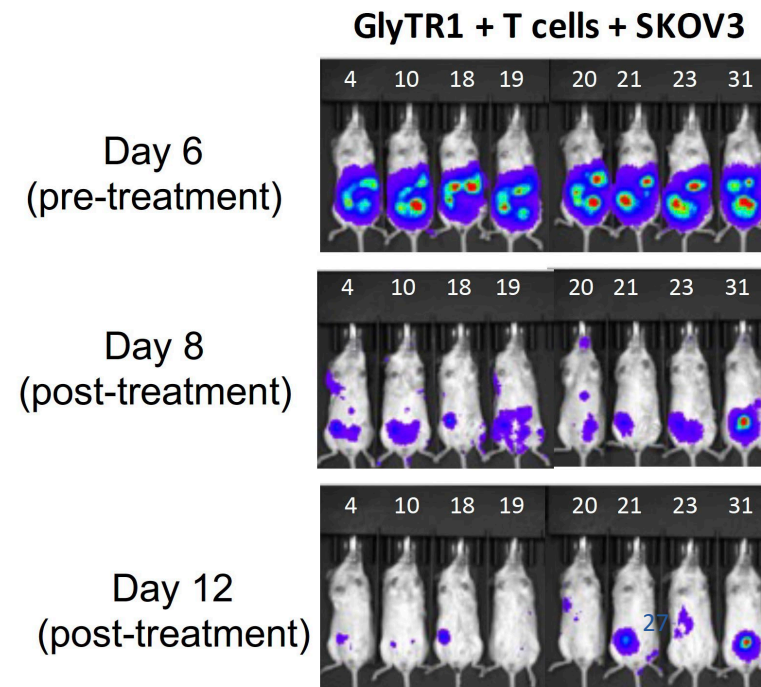 GlyTR1 + T cells + SKOV3
4 10 18 19 20 21 23 31
Day 6
(pre-treatment)
4 10 18 19 20 21 23 31
Day 8
(post-treatment)
4 10 18 19 20 21 23 31
Day 12
(post-treatment)
27